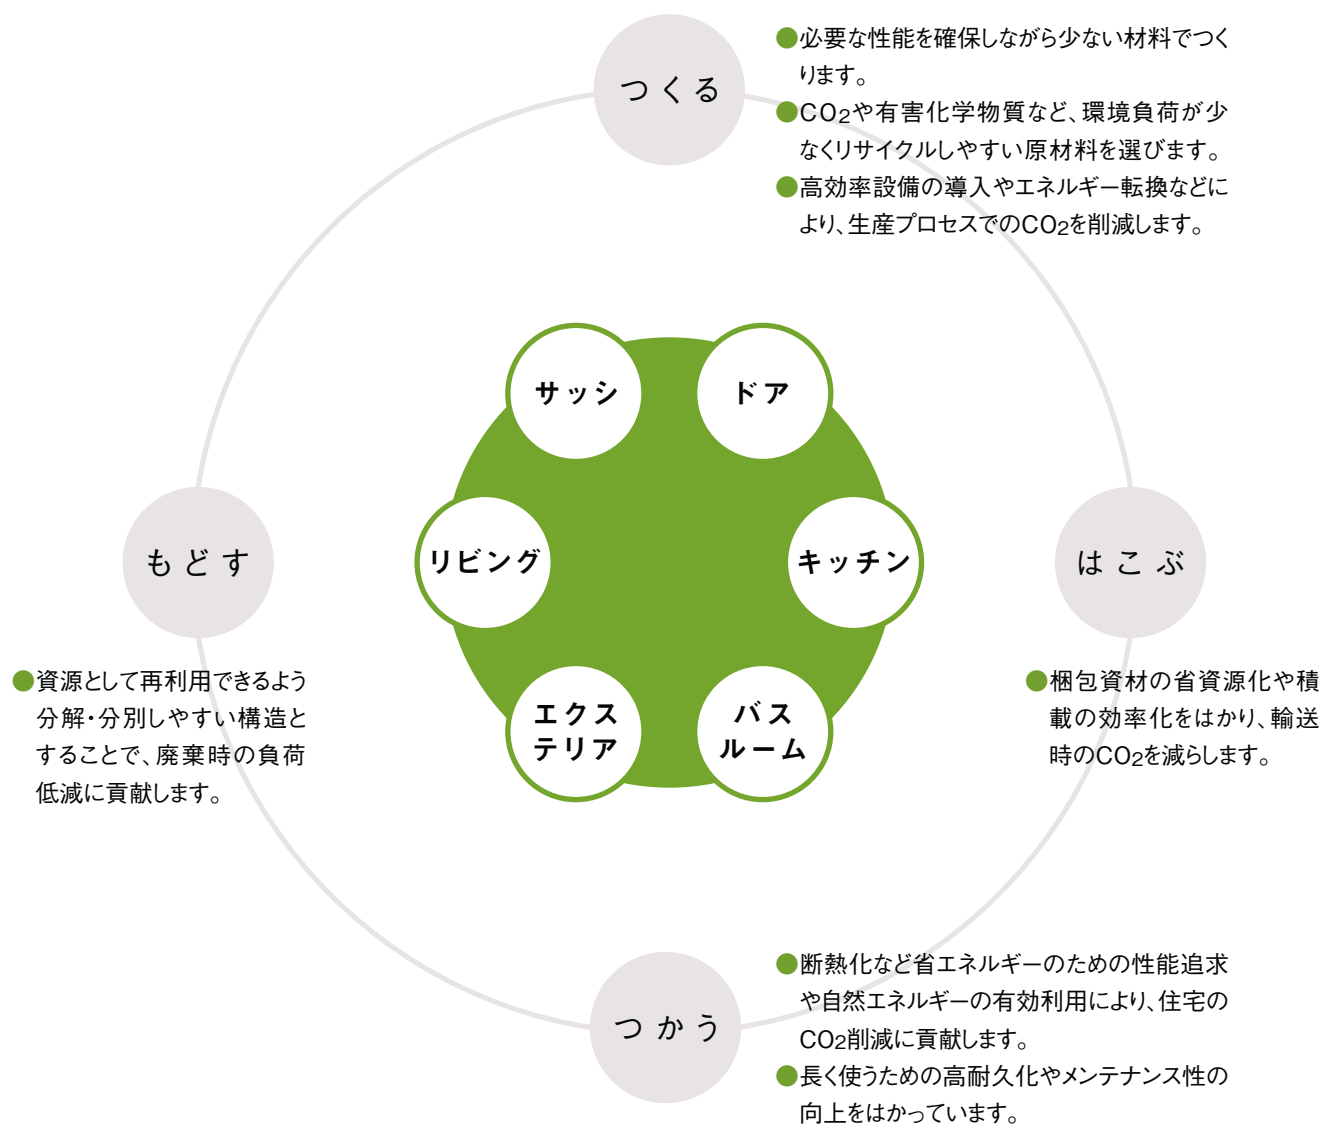 つくる
●必要な性能を確保しながら少ない材料でつく
ります。
●CO2や有害化学物質など、環境負荷が少
なくリサイクルしやすい原材料を選びます。
●高効率設備の導入やエネルギー転換などに
より、生産プロセスでのCO2を削減します。
サッシ
ドア
リビング
キッチン
エクス
テリア
バス
ルーム
はこぶ
●梱包資材の省資源化や積
載の効率化をはかり、輸送
時のCO2を減らします。
つかう
●断熱化など省エネルギーのための性能追求
や自然エネルギーの有効利用により、住宅の
CO2削減に貢献します。
●長く使うための高耐久化やメンテナンス性の
向上をはかっています。
もどす
●資源として再利用できるよう
分解・分別しやすい構造と
することで、廃棄時の負荷
低減に貢献します。